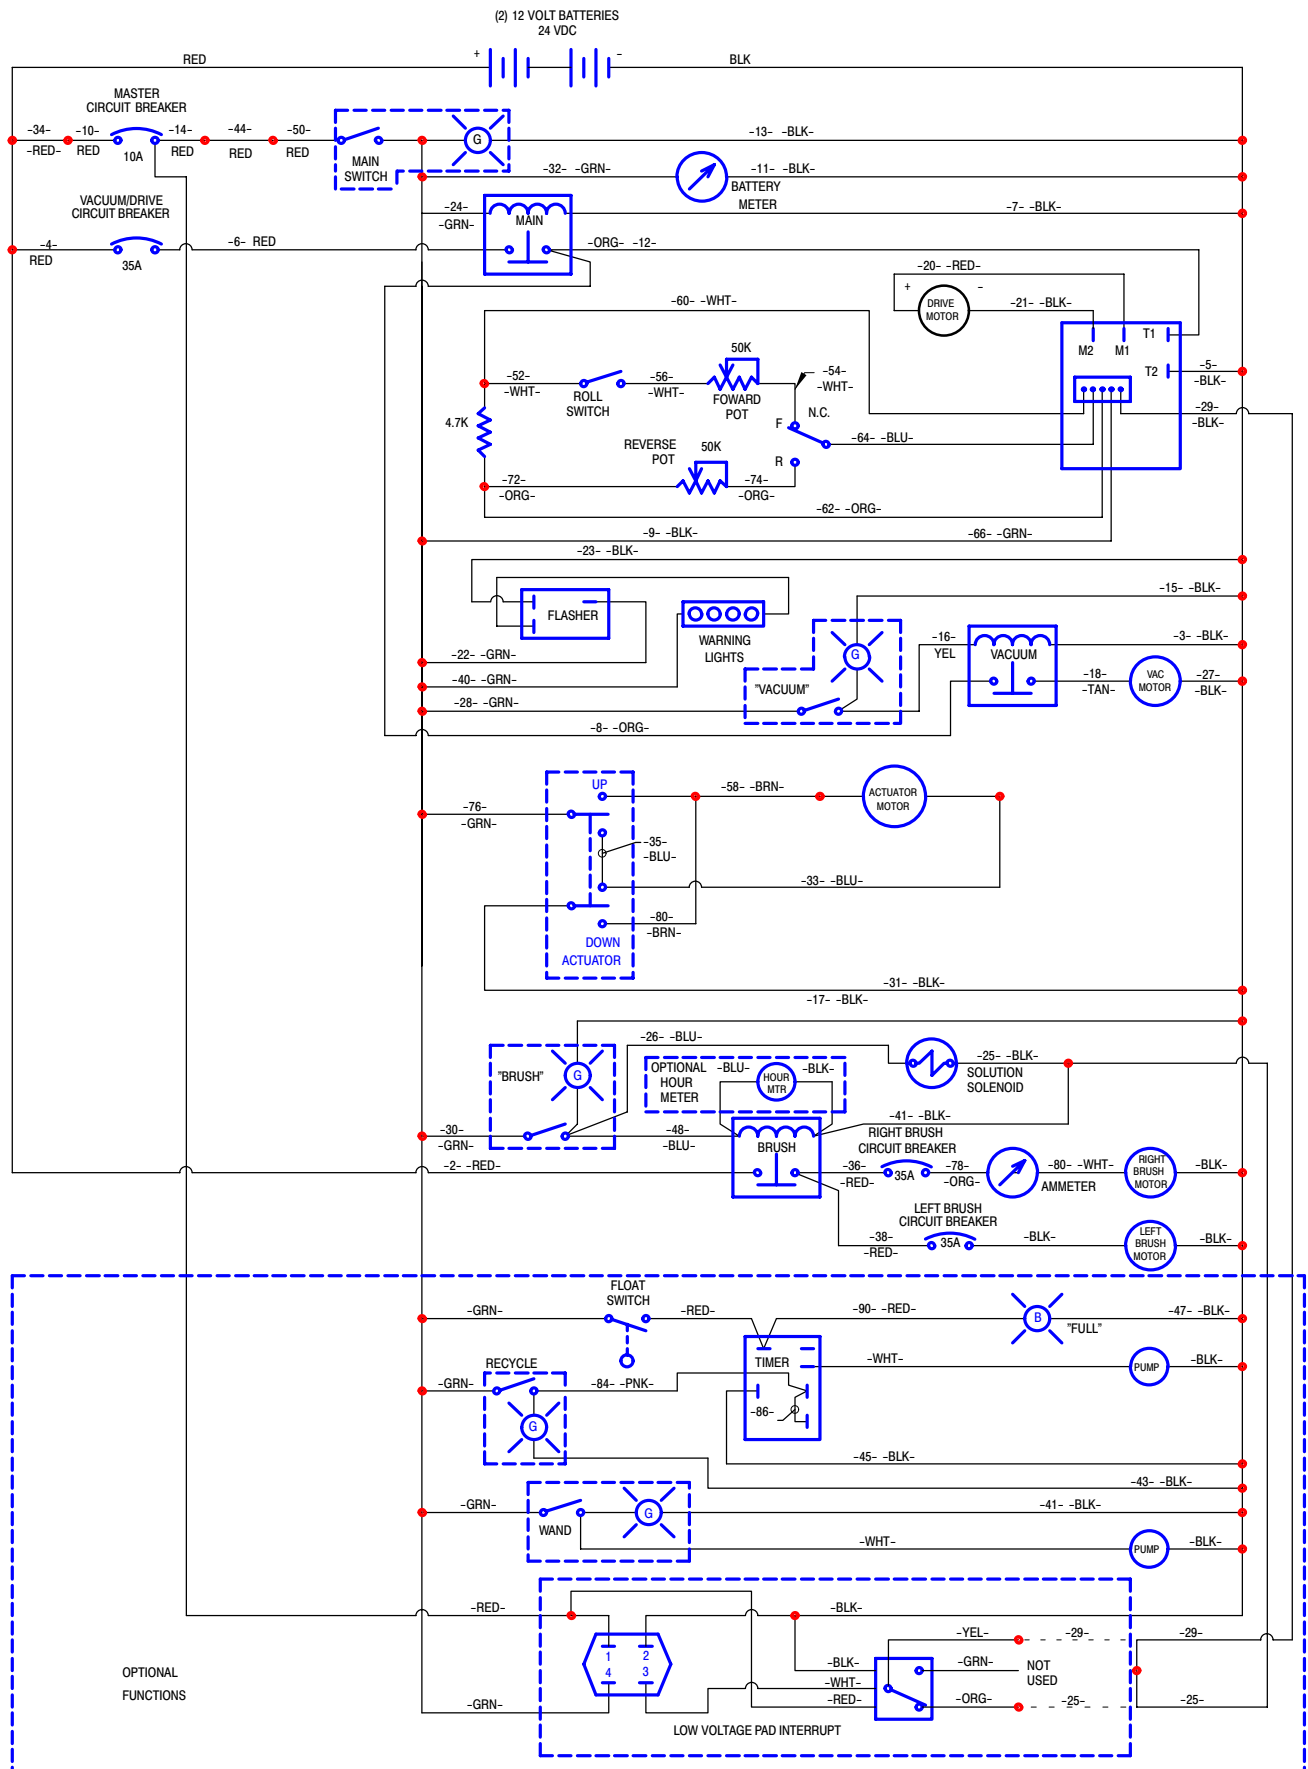 (2) 12 VOLT BATTERIES
24 VDC
+
-
RED
BLK
MASTER
CIRCUIT BREAKER
-34-
-RED-
-10-
RED
10A
-14-
RED
-44-
RED
-50-
RED
MAIN
SWITCH
G
-13- -BLK-
-32- -GRN-
-11- -BLK-
BATTERY
METER
VACUUM/DRIVE
CIRCUIT BREAKER
-24-
-GRN-
MAIN
-7- -BLK-
-4-
RED
35A
-6- RED
-ORG- -12-
-20- -RED-
+
-
DRIVE
MOTOR
-21- -BLK-
-60- -WHT-
T1
M2
M1
T2
-5-
-BLK-
50K
-52-
-WHT-
ROLL
SWITCH
-56-
-WHT-
FOWARD
POT
-54-
-WHT-
N.C.
F
-29-
-BLK-
4.7K
REVERSE
POT
50K
-64- -BLU-
R
-72-
-ORG-
-74-
-ORG-
-62- -ORG-
-9- -BLK-
-66- -GRN-
-23- -BLK-
-15- -BLK-
FLASHER
WARNING
LIGHTS
-22- -GRN-
-40- -GRN-
-28- -GRN-
"VACUUM"
G
-16-
YEL
VACUUM
-3- -BLK-
-18-
-TAN-
VAC
MOTOR
-27-
-BLK-
-8- -ORG-
UP
-58- -BRN-
ACTUATOR
MOTOR
-76-
-GRN-
-35-
-BLU-
-33- -BLU-
-80-
-BRN-
DOWN
ACTUATOR
-31- -BLK-
-17- -BLK-
-26- -BLU-
"BRUSH"
G
OPTIONAL
HOUR
METER
-BLU-
HOUR
MTR
-BLK-
-25- -BLK-
SOLUTION
SOLENOID
-41- -BLK-
-30-
-GRN-
-48-
-BLU-
BRUSH
RIGHT BRUSH
CIRCUIT BREAKER
-2- -RED-
-36-
-RED-
35A
-78-
-ORG-
AMMETER
-80- -WHT-
RIGHT
BRUSH
MOTOR
-BLK-
LEFT BRUSH
CIRCUIT BREAKER
-38-
-RED-
35A
-BLK-
LEFT
BRUSH
MOTOR
-BLK-
FLOAT
SWITCH
-GRN-
-RED-
-90- -RED-
B
"FULL"
-47- -BLK-
TIMER
-WHT-
PUMP
-BLK-
RECYCLE
-GRN-
-84- -PNK-
G
-86-
-45- -BLK-
-43- -BLK-
-GRN-
WAND
G
-41- -BLK-
-WHT-
PUMP
-BLK-
-RED-
-BLK-
1
2
4
3
-GRN-
-YEL-
-29-
-29-
-BLK-
-GRN-
NOT
USED
-WHT-
-RED-
-ORG-
-25-
-25-
OPTIONAL
FUNCTIONS
LOW VOLTAGE PAD INTERRUPT